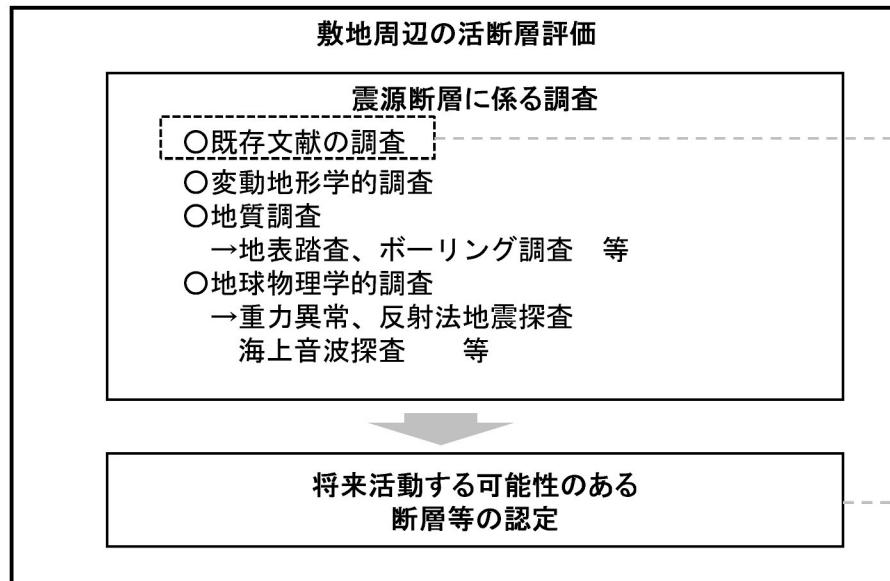 敷地周辺の活断層評価
震源断層に係る調査
○既存文献の調査
○変動地形学的調査
○地質調査
→地表踏査、ボーリング調査　等
○地球物理学的調査
→重力異常、反射法地震探査
海上音波探査　　等
将来活動する可能性のある
断層等の認定